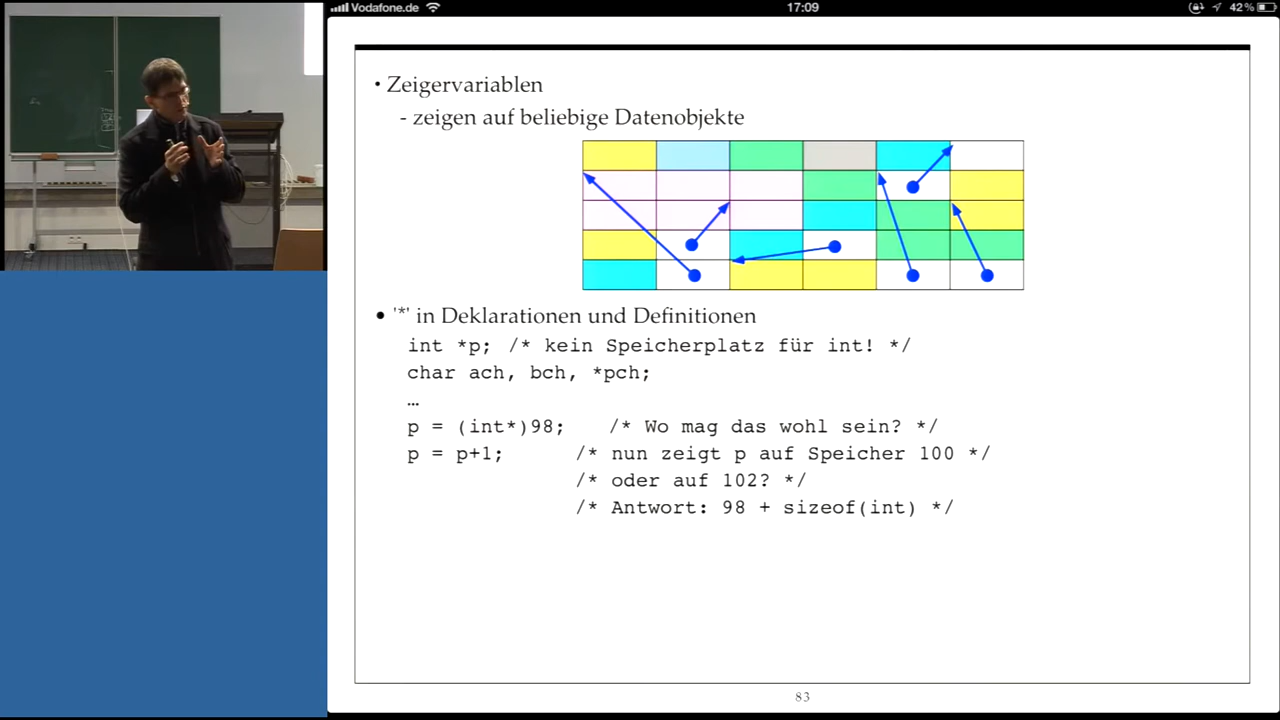 Vodafone.de 17:09 42%
• Zeigervariablen
- zeigen auf beliebige Datenobjekte
• '*' in Deklarationen und Definitionen
int *p; /* kein Speicherplatz für int! */
char ach, bch, *pch;
…
p = (int*)98; /* Wo mag das wohl sein? */
p = p+1; /* nun zeigt p auf Speicher 100 */
/* oder auf 102? */
/* Antwort: 98 + sizeof(int) */
83